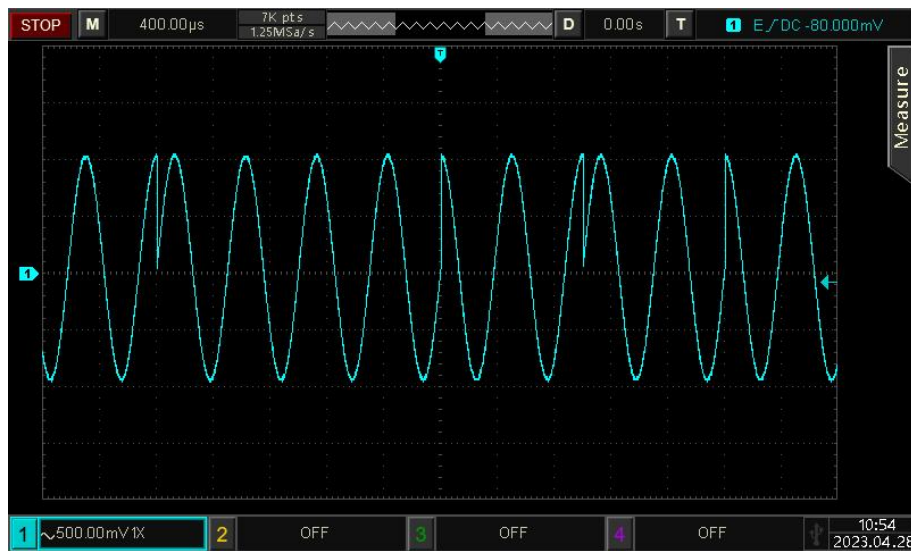 STOP M 400.00µs 7K pts D 0.00s T 1 E DC -80.000mV
1.25MSa/s
T
Measure
1
1 500.00mV 1X 2 OFF 3 OFF 4 OFF 10:54
2023.04.28